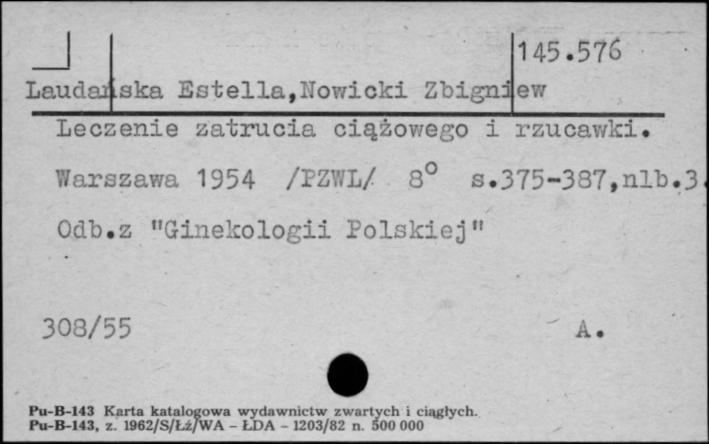 145.576
Laudańska Estella,Nowicki Zbigniew
Leczenie zatrucia ciążowego i rzucawki.
Warszawa 1954 /PZWL/ 8° s.375-387,nlb.3.
Odb.z "Ginekologii Polskiej"
308/55 A.
Pu-B-143 Karta katalogowa wydawnictw zwartych i ciągłych.
Pu-B-143, z. 1962/S/Łź/WA – ŁDA – 1203/82 n. 500 000